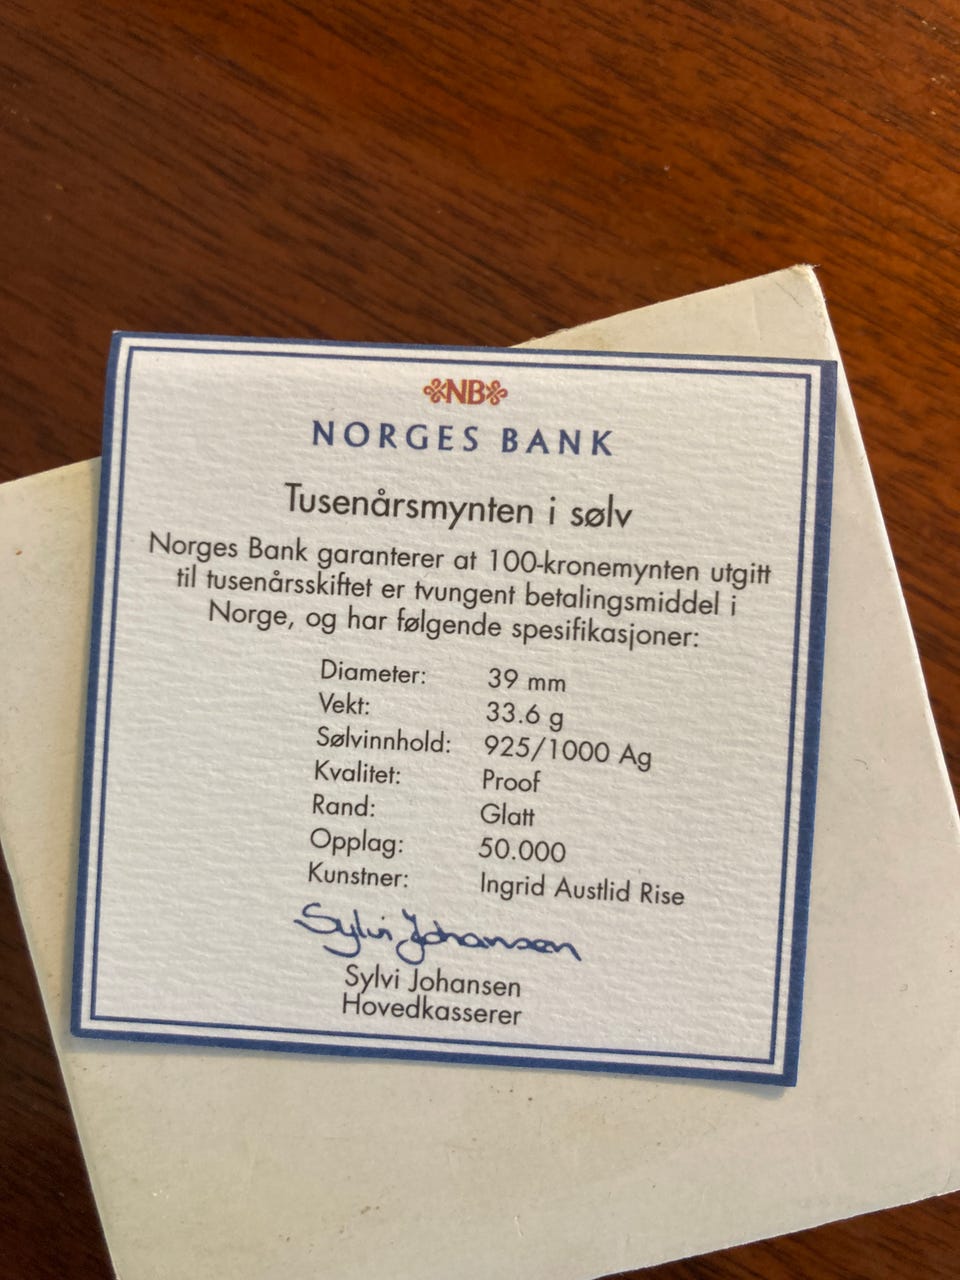 NB
NORGES BANK
Tusenårsmynten i sølv
Norges Bank garanterer at 100-kronemynten utgitt
til tusenårsskiftet er tvungent betalingsmiddel i
Norge, og har følgende spesifikasjoner:
Diameter: 39 mm
Vekt: 33.6 g
Sølvinnhold: 925/1000 Ag
Kvalitet: Proof
Rand: Glatt
Opplag: 50.000
Kunstner: Ingrid Austlid Rise
Sylvi Johansen
Sylvi Johansen
Hovedkasserer